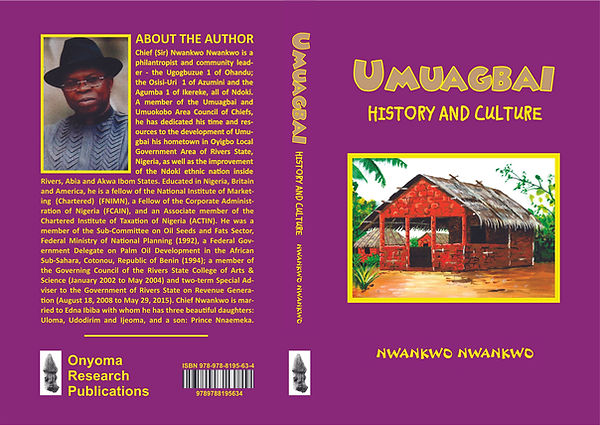 ABOUT THE AUTHOR
Chief (Sir) Nwankwo Nwankwo is a
philantropist and community lead-
er - the Ugogbuzue 1 of Ohandu;
the Osisi-Uri 1 of Azumini and the
Agumba 1 of Ikereke, all of Ndoki.
A member of the Umuagbai and
Umuokobo Area Council of Chiefs,
he has dedicated his time and res-
ources to the development of Umu-
gbai his hometown in Oyigbo Local
Government Area of Rivers State,
Nigeria, as well as the improvement
of the Ndoki ethnic nation inside
Rivers, Abia and Akwa Ibom States. Educated in Nigeria, Britain
and America, he is a fellow of the National Institute of Market-
ing (Chartered) (FNIMN), a Fellow of the Corporate Administ-
ration of Nigeria (FCAIN), and an Associate member of the
Chartered Institute of Taxation of Nigeria (ACTIN). He was a
member of the Sub-Committee on Oil Seeds and Fats Sector,
Federal Ministry of National Planning (1992), a Federal Gov-
ernment Delegate on Palm Oil Development in the African
Sub-Sahara, Cotonou, Republic of Benin (1994); a member of
the Governing Council of the Rivers State College of Arts &
Science (January 2002 to May 2004) and two-term Special Ad-
viser to the Government of Rivers State on Revenue Genera-
tion (August 18, 2008 to May 29, 2015). Chief Nwankwo is mar-
ried to Edna Ibiba with whom he has three beautiful daughters:
Uloma, Udodirim and Ijeoma, and a son: Prince Nnaemeka.
Onyoma
Research
Publications
ISBN 978-978-8195-63-4
9789788195634
UMUAGBAI
HISTORY AND CULTURE
NWANKWO NWANKWO
UMUAGBAI
HISTORY AND CULTURE
NWANKWO NWANKWO